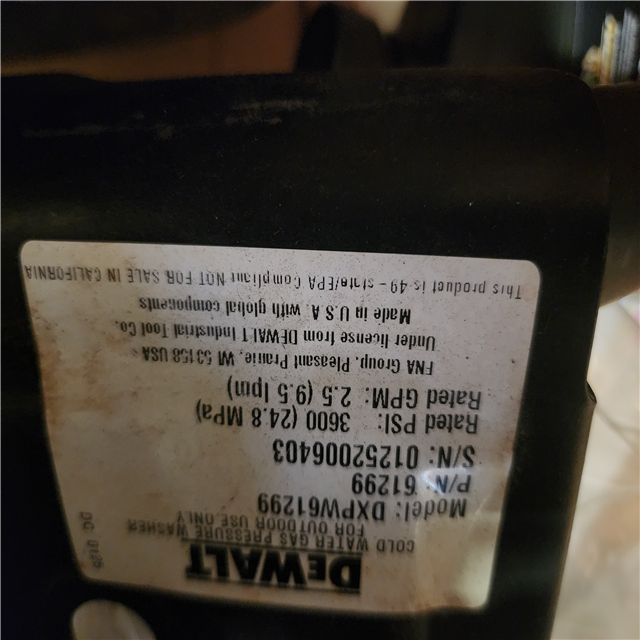 DEWALT
COLD WATER GAS PRESSURE WASHER
FOR OUTDOOR USE ONLY
Model: DXPW61299
P/N: 61299
S/N: 01252006403
Rated PSI: 3600 (24.8 MPa)
Rated GPM: 2.5 (9.5 lpm)
FNA Group, Pleasant Prairie, WI 53158 USA
Under license from DEWALT Industrial Tool Co.
Made in U.S.A. with global components
This product is 49-state/EPA Compliant NOT FOR SALE IN CALIFORNIA